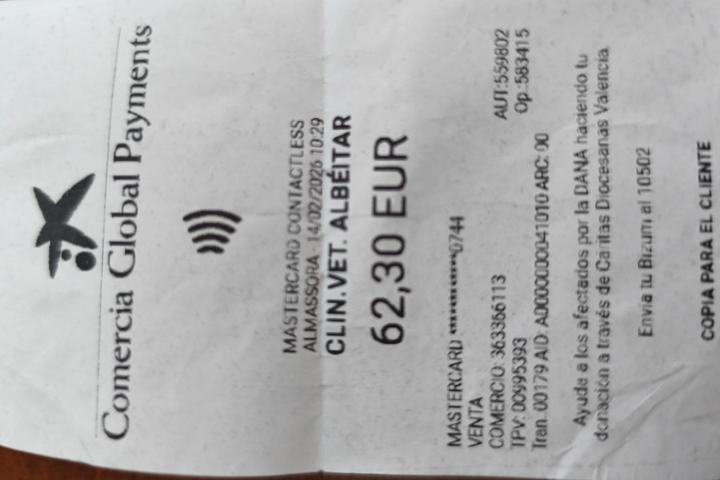 Comercia Global Payments
MASTERCARD CONTACTLESS
ALMASSORA 14/02/2026 10:29
CLIN.VET. ALBÉITAR
62,30 EUR
MASTERCARD ************0744
VENTA AUT:559802
COMERCIO: 363366113 Op:583415
TPV: 00995393
Tran. 00179 AID: A0000000041010 ARC: 00
Ayude a los afectados por la DANA haciendo tu
donación a través de Cáritas Diocesanas Valencia
Envia tu Bizum, al 10502
COPIA PARA EL CLIENTE